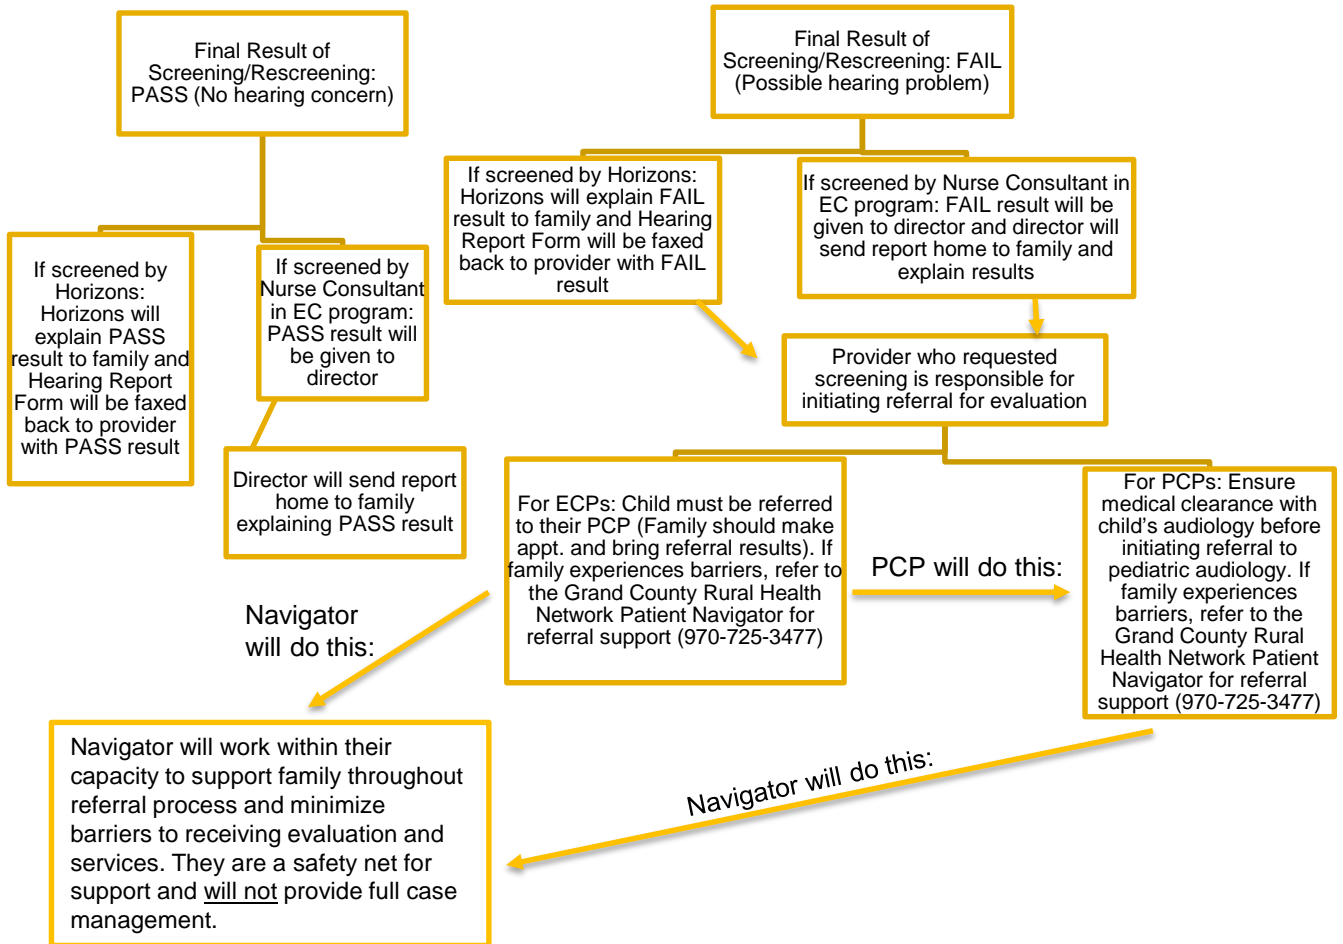 Final Result of
Screening/Rescreening:
PASS (No hearing concern)
Final Result of
Screening/Rescreening: FAIL
(Possible hearing problem)
If screened by
Horizons:
Horizons will
explain PASS
result to family and
Hearing Report
Form will be faxed
back to provider
with PASS result
If screened by
Nurse Consultant
in EC program:
PASS result will
be given to
director
Director will send report
home to family
explaining PASS result
If screened by Horizons:
Horizons will explain FAIL
result to family and Hearing
Report Form will be faxed
back to provider with FAIL
result
If screened by Nurse Consultant in
EC program: FAIL result will be
given to director and director will
send report home to family and
explain results
Provider who requested
screening is responsible for
initiating referral for evaluation
For ECPs: Child must be referred
to their PCP (Family should make
appt. and bring referral results). If
family experiences barriers, refer to
the Grand County Rural Health
Network Patient Navigator for
referral support (970-725-3477)
PCP will do this:
For PCPs: Ensure
medical clearance with
child’s audiology before
initiating referral to
pediatric audiology. If
family experiences
barriers, refer to the
Grand County Rural
Health Network Patient
Navigator for referral
support (970-725-3477)
Navigator
will do this:
Navigator will do this:
Navigator will work within their
capacity to support family throughout
referral process and minimize
barriers to receiving evaluation and
services. They are a safety net for
support and will not provide full case
management.